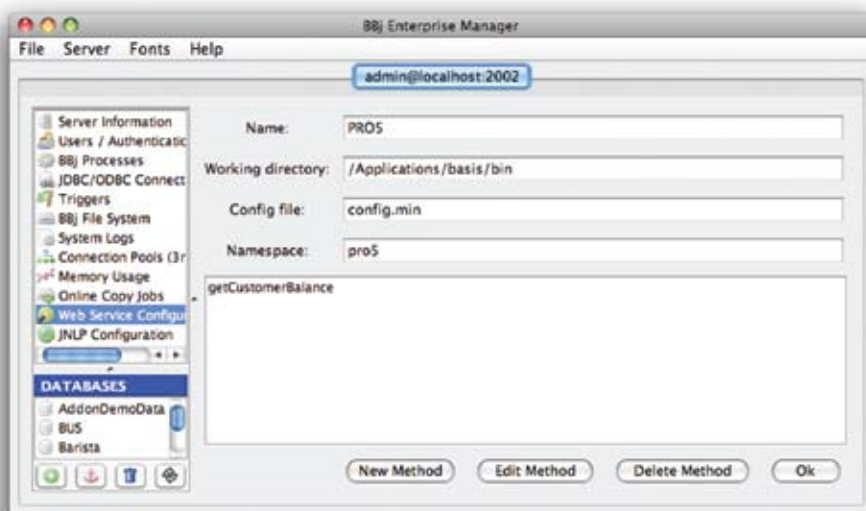 BBj Enterprise Manager
File Server Fonts Help
admin@localhost:2002
Server Information
Users / Authenticatic
BBj Processes
JDBC/ODBC Connect
Triggers
BBj File System
System Logs
Connection Pools (3r
Memory Usage
Online Copy Jobs
Web Service Configu
JNLP Configuration
DATABASES
AddonDemoData
BUS
Barista
Name: PRO5
Working directory: /Applications/basis/bin
Config file: config.min
Namespace: pro5
getCustomerBalance
New Method Edit Method Delete Method Ok